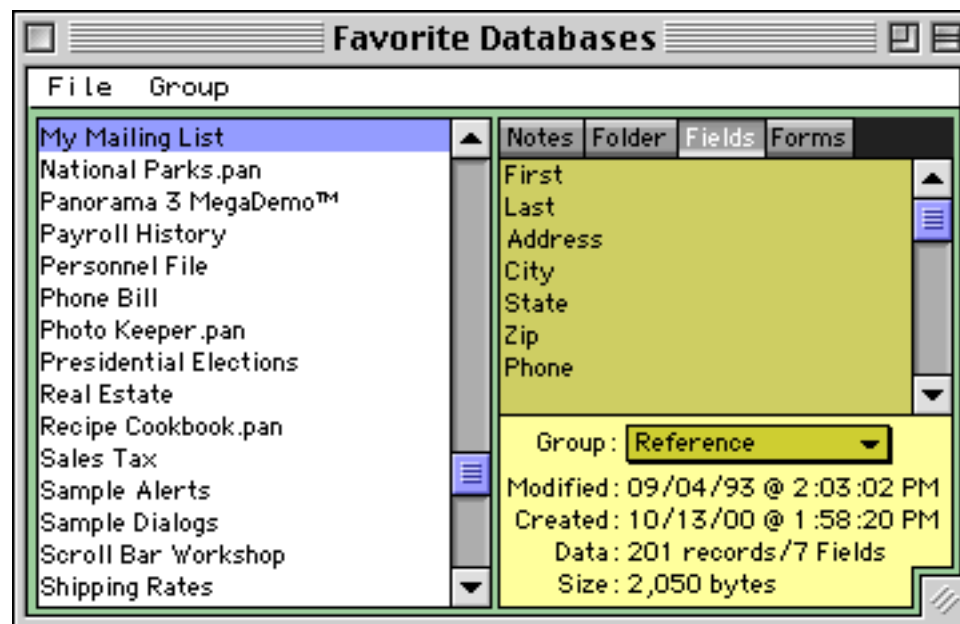 Favorite Databases
File Group
My Mailing List
National Parks.pan
Panorama 3 MegaDemo™
Payroll History
Personnel File
Phone Bill
Photo Keeper.pan
Presidential Elections
Real Estate
Recipe Cookbook.pan
Sales Tax
Sample Alerts
Sample Dialogs
Scroll Bar Workshop
Shipping Rates
Notes Folder Fields Forms
First
Last
Address
City
State
Zip
Phone
Group: Reference
Modified: 09/04/93 @ 2:03:02 PM
Created: 10/13/00 @ 1:58:20 PM
Data: 201 records/7 Fields
Size: 2,050 bytes